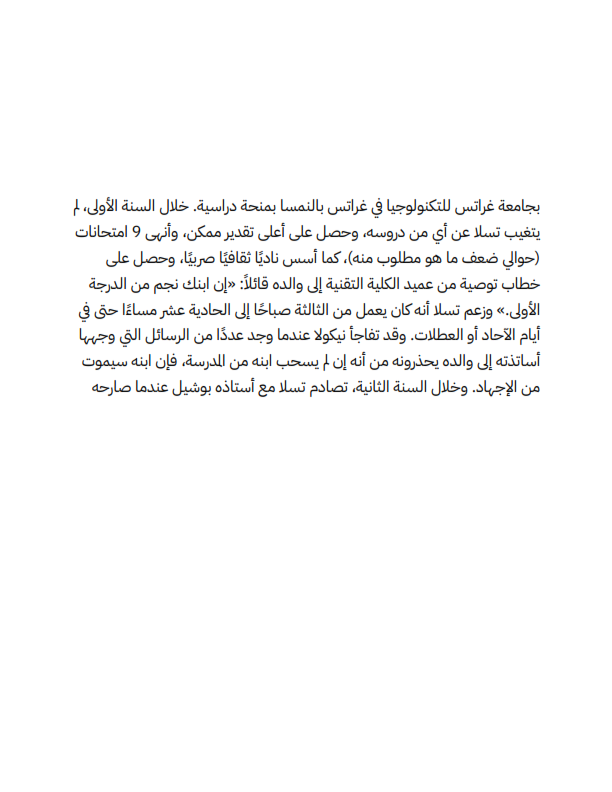 بجامعة غراتس للتكنولوجيا في غراتس بالنمسا بمنحة دراسية. خلال السنة الأولى، لم
يتغيب تسلا عن أي من دروسه، وحصل على أعلى تقدير ممكن، وأنهى 9 امتحانات
(حوالي ضعف ما هو مطلوب منه)، كما أسس ناديًا ثقافيًا صربيًا، وحصل على
خطاب توصية من عميد الكلية التقنية إلى والده قائلاً: «إن ابنك نجم من الدرجة
الأولى.» وزعم تسلا أنه كان يعمل من الثالثة صباحًا إلى الحادية عشر مساءًا حتى في
أيام الآحاد أو العطلات. وقد تفاجأ نيكولا عندما وجد عددًا من الرسائل التي وجهها
أساتذته إلى والده يحذرونه من أنه إن لم يسحب ابنه من المدرسة، فإن ابنه سيموت
من الإجهاد. وخلال السنة الثانية، تصادم تسلا مع أستاذه بوشيل عندما صارحه